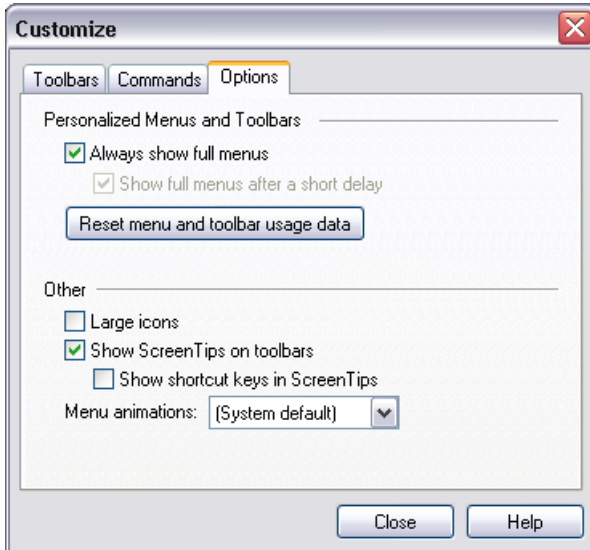 Customize
Toolbars Commands Options
Personalized Menus and Toolbars
Always show full menus
Show full menus after a short delay
Reset menu and toolbar usage data
Other
Large icons
Show ScreenTips on toolbars
Show shortcut keys in ScreenTips
Menu animations: (System default)
Close Help